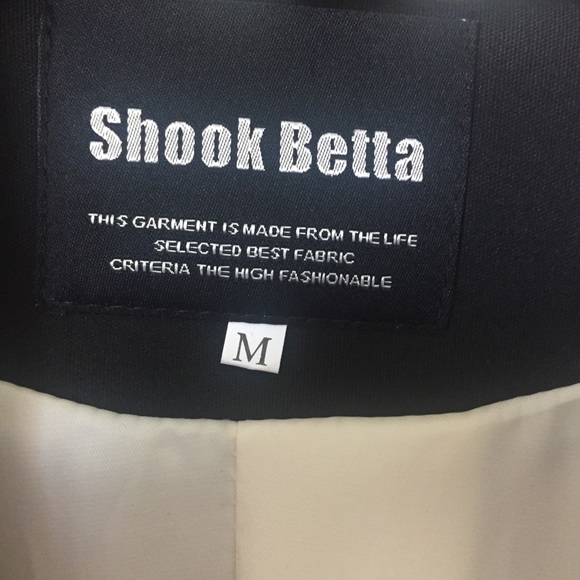 Shook Betta
THIS GARMENT IS MADE FROM THE LIFE
SELECTED BEST FABRIC
CRITERIA THE HIGH FASHIONABLE
M